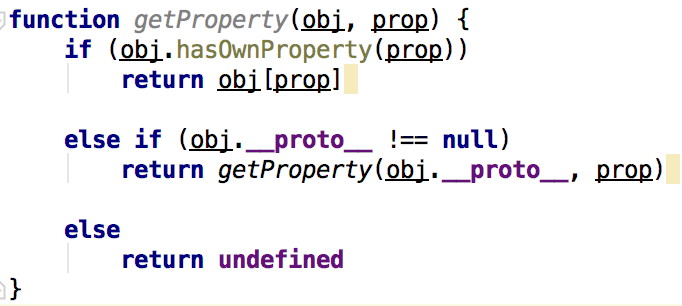 function getProperty(obj, prop) {
    if (obj.hasOwnProperty(prop))
        return obj[prop]
    else if (obj.__proto__ !== null)
        return getProperty(obj.__proto__, prop)
    else
        return undefined
}